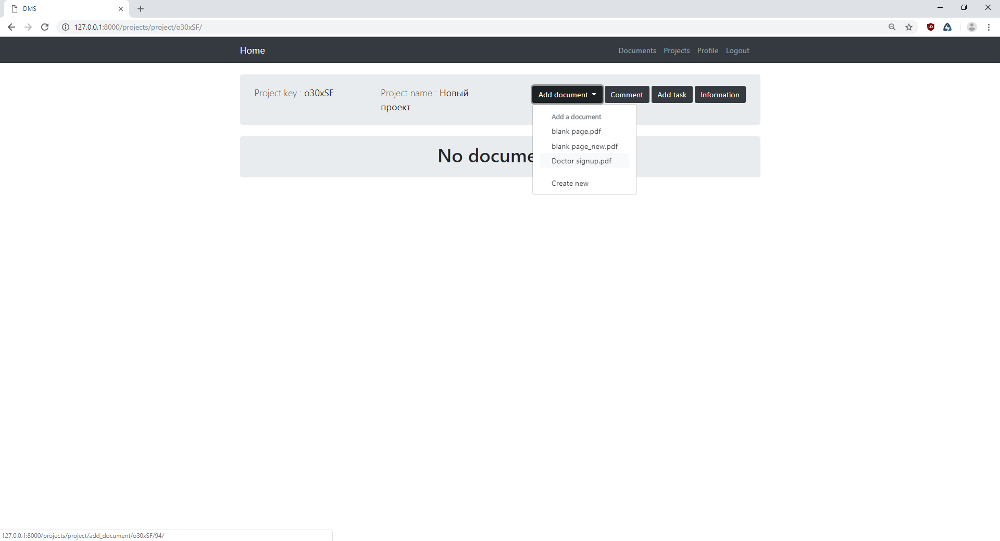 DMS
127.0.0.1:8000/projects/project/o30xSF/
Home
Documents Projects Profile Logout
Project key : o30xSF
Project name : Новый
проект
Add document Comment Add task Information
Add a document
blank page.pdf
blank page_new.pdf
Doctor signup.pdf
Create new
No docume
127.0.0.1:8000/projects/project/add_document/o30xSF/94/